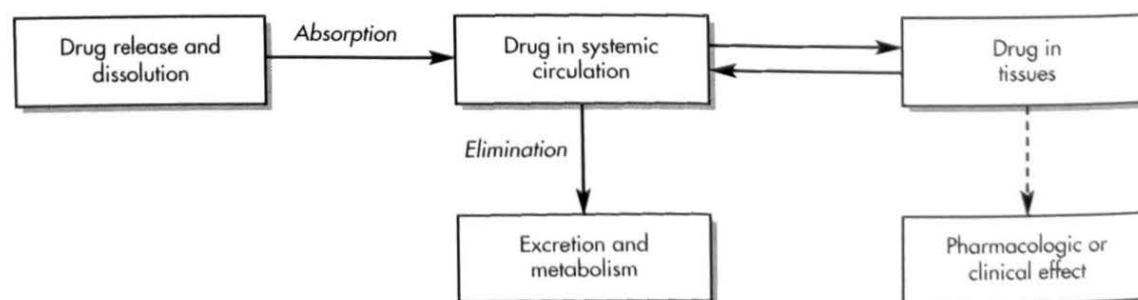 Drug release and
dissolution
Absorption
Drug in systemic
circulation
Drug in
tissues
Elimination
Excretion and
metabolism
Pharmacologic or
clinical effect